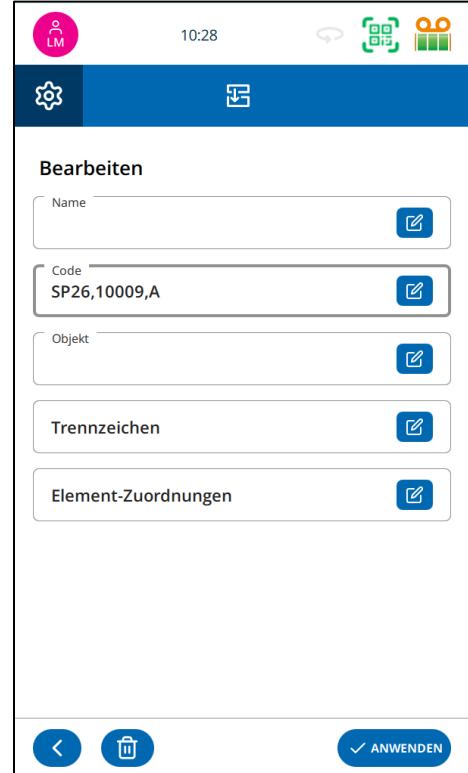 LM
10:28
Bearbeiten
Name
Code
SP26,10009,A
Objekt
Trennzeichen
Element-Zuordnungen
ANWENDEN